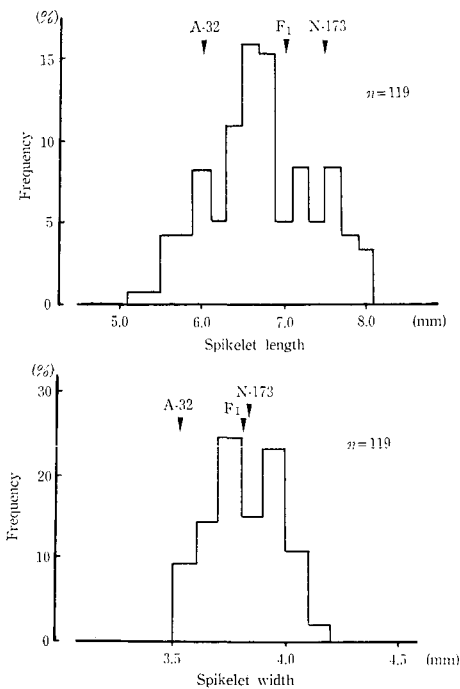 (%)
A-32 F1 N-173
15
n=119
10
Frequency
5
0
5.0 6.0 7.0 8.0 (mm)
Spikelet length
(%)
30
N-173
A-32 F1
n=119
20
Frequency
10
0
3.5 4.0 4.5 (mm)
Spikelet width